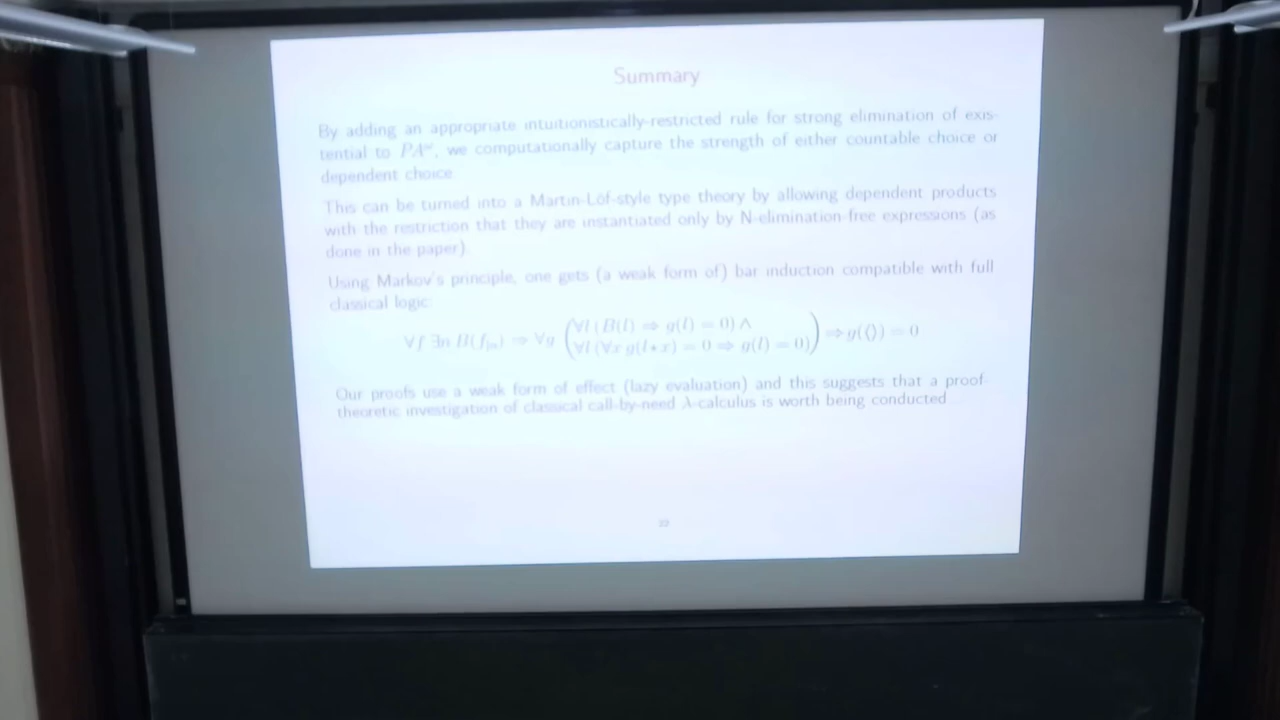 Summary
By adding an appropriate intuitionistically-restricted rule for strong elimination of exis-
tential to PA^ω, we computationally capture the strength of either countable choice or
dependent choice.
This can be turned into a Martin-Löf-style type theory by allowing dependent products
with the restriction that they are instantiated only by N-elimination-free expressions (as
done in the paper).
Using Markov's principle, one gets (a weak form of) bar induction compatible with full
classical logic:
∀f ∃n B(f|n) ⇒ ∀g (∀l (B(l) ⇒ g(l) = 0) ∧
∀l (∀x g(l⋆x) = 0 ⇒ g(l) = 0)) ⇒ g(⟨⟩) = 0
Our proofs use a weak form of effect (lazy evaluation) and this suggests that a proof-
theoretic investigation of classical call-by-need λ-calculus is worth being conducted